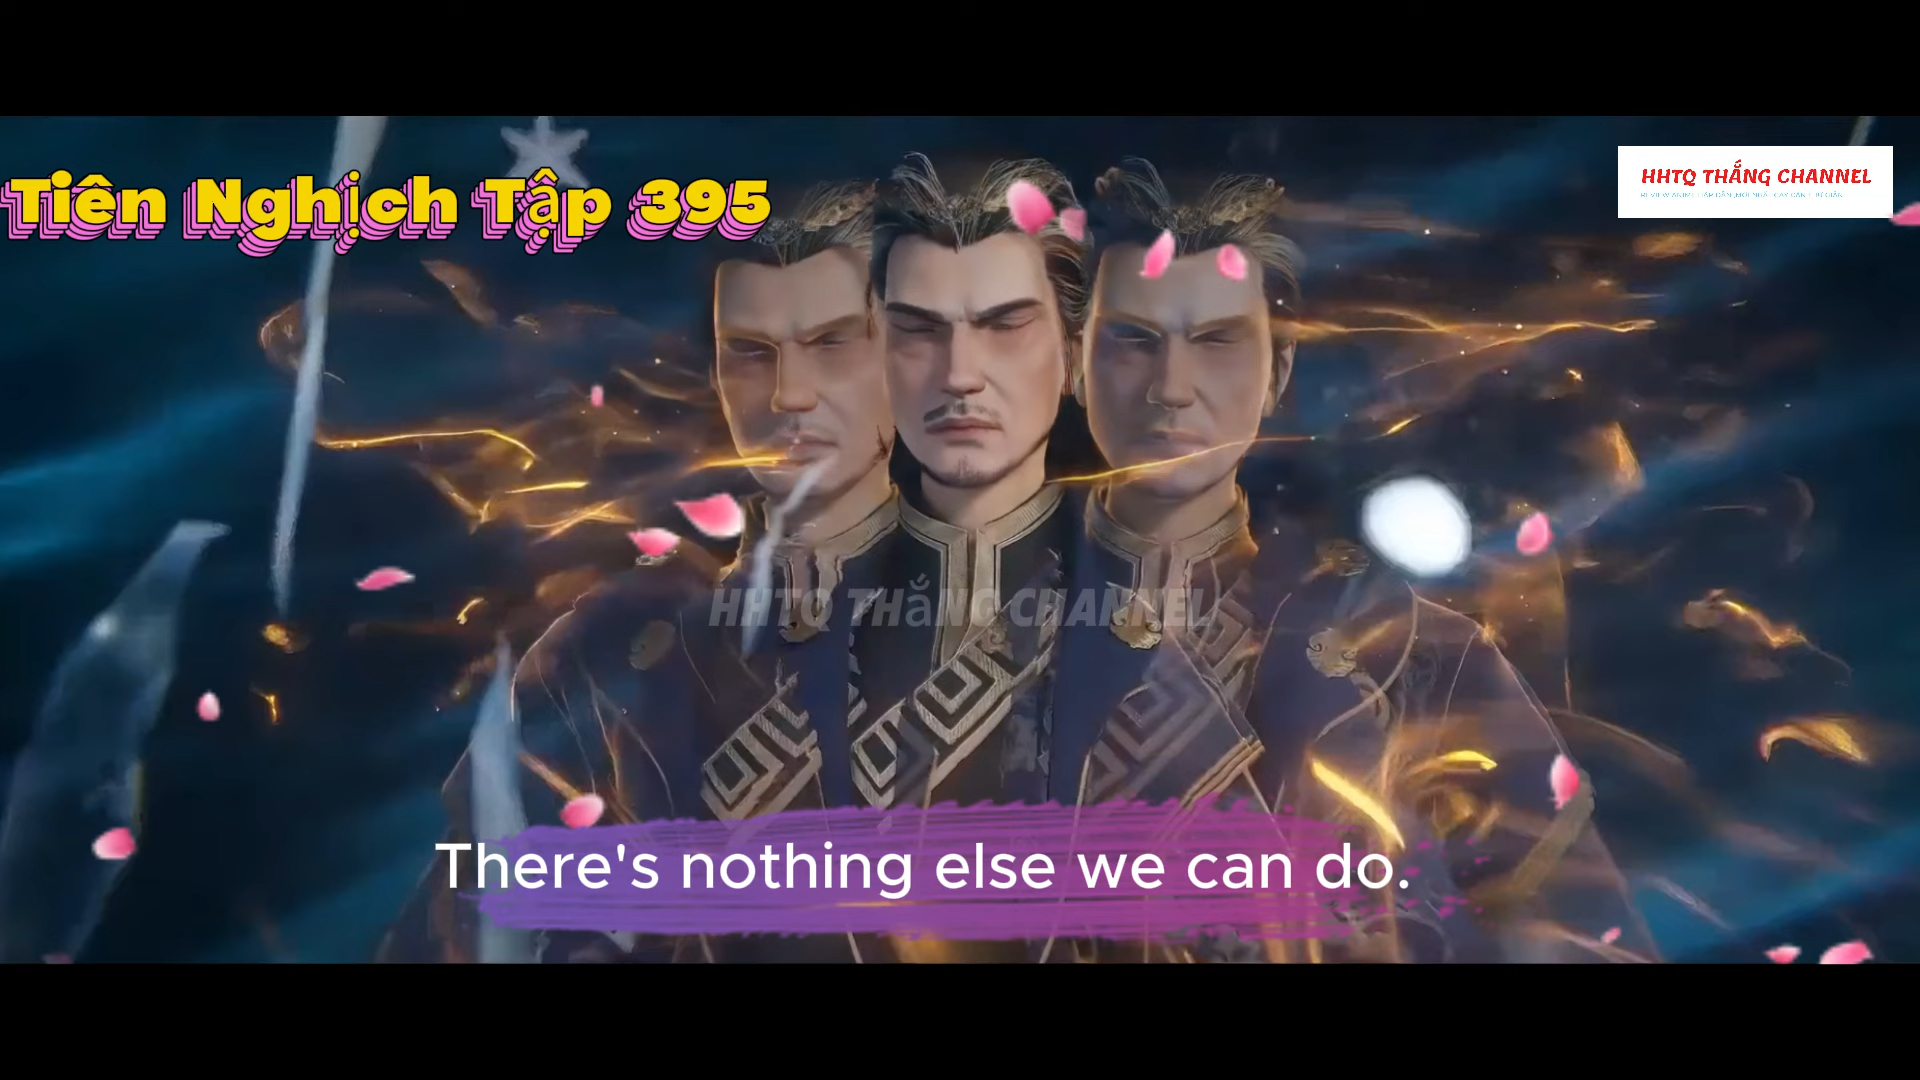 Tiên Nghịch Tập 395
HHTQ THẮNG CHANNEL
HHTQ THẮNG CHANNEL
There's nothing else we can do.